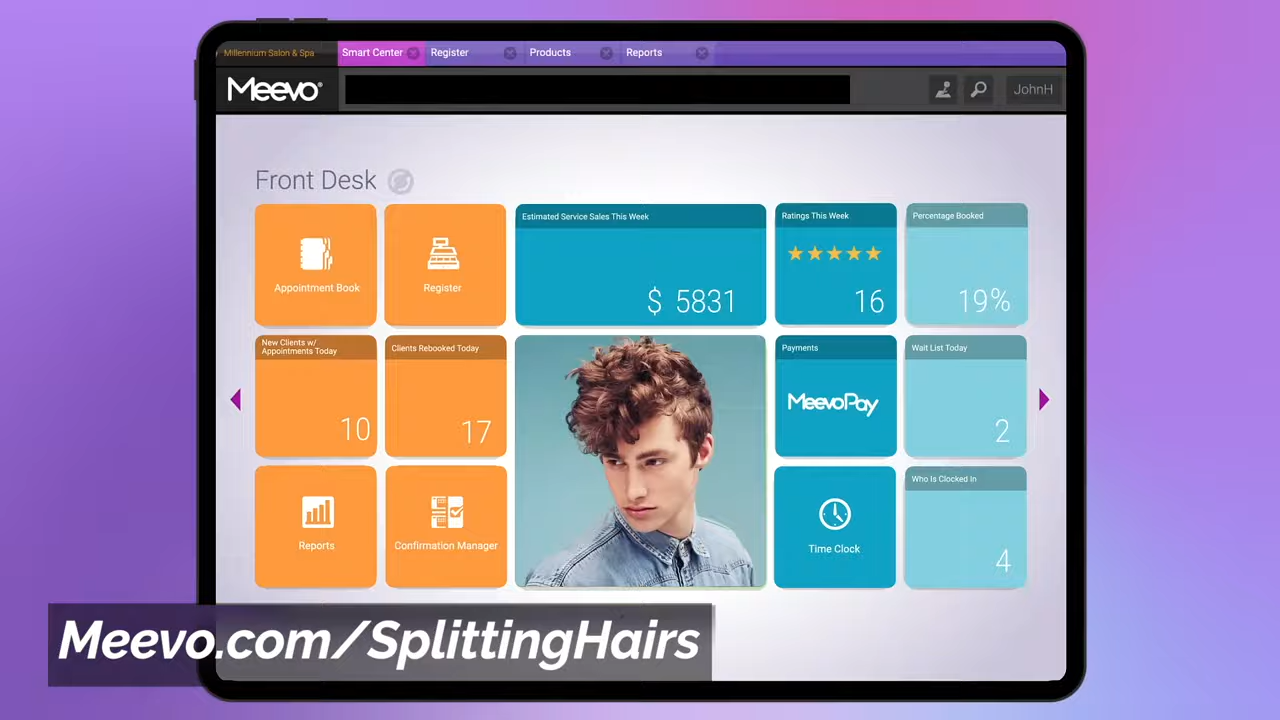 Millennium Salon & Spa
Smart Center
Register
Products
Reports
Meevo®
JohnH
Front Desk
Appointment Book
Register
Estimated Service Sales This Week
$ 5831
Ratings This Week
16
Percentage Booked
19%
New Clients w/
Appointments Today
10
Clients Rebooked Today
17
Payments
MeevoPay
Wait List Today
2
Reports
Confirmation Manager
Time Clock
Who Is Clocked In
4
Meevo.com/SplittingHairs